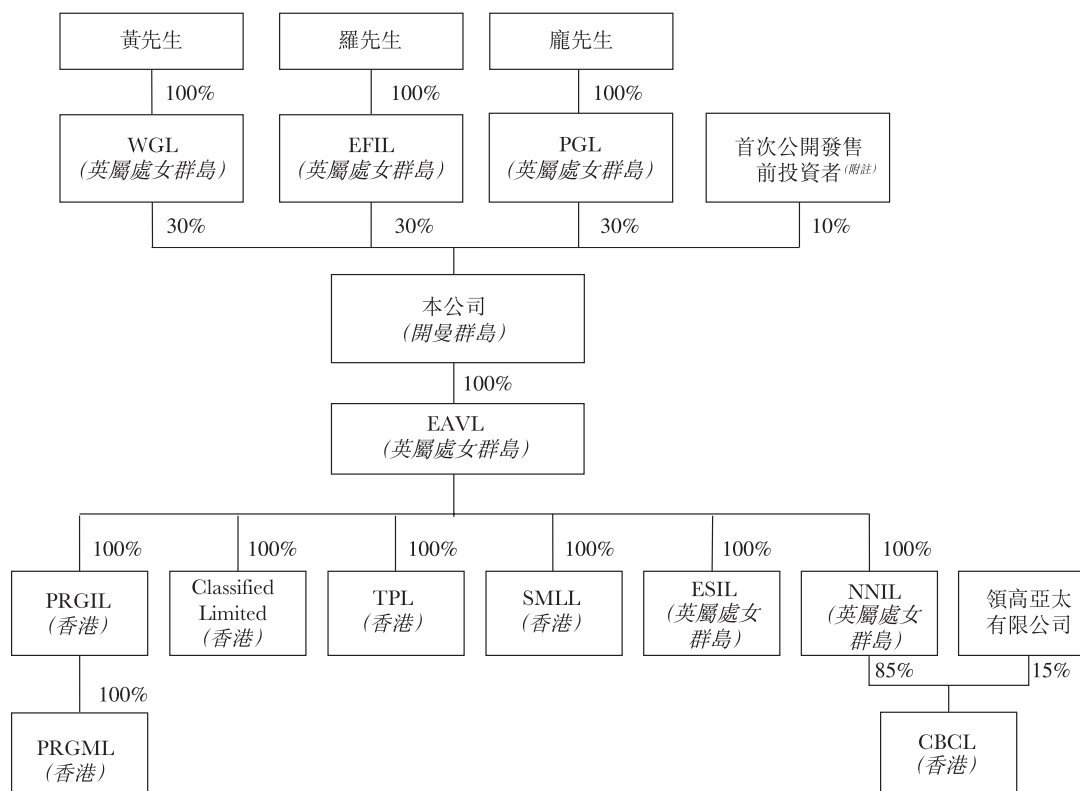 黃先生
羅先生
龐先生
100%
100%
100%
WGL
(英屬處女群島)
EFIL
(英屬處女群島)
PGL
(英屬處女群島)
首次公開發售
前投資者(附註)
30%
30%
30%
10%
本公司
(開曼群島)
100%
EAVL
(英屬處女群島)
100%
100%
100%
100%
100%
100%
PRGIL
(香港)
Classified
Limited
(香港)
TPL
(香港)
SMLL
(香港)
ESIL
(英屬處女
群島)
NNIL
(英屬處女
群島)
領高亞太
有限公司
100%
85%
15%
PRGML
(香港)
CBCL
(香港)